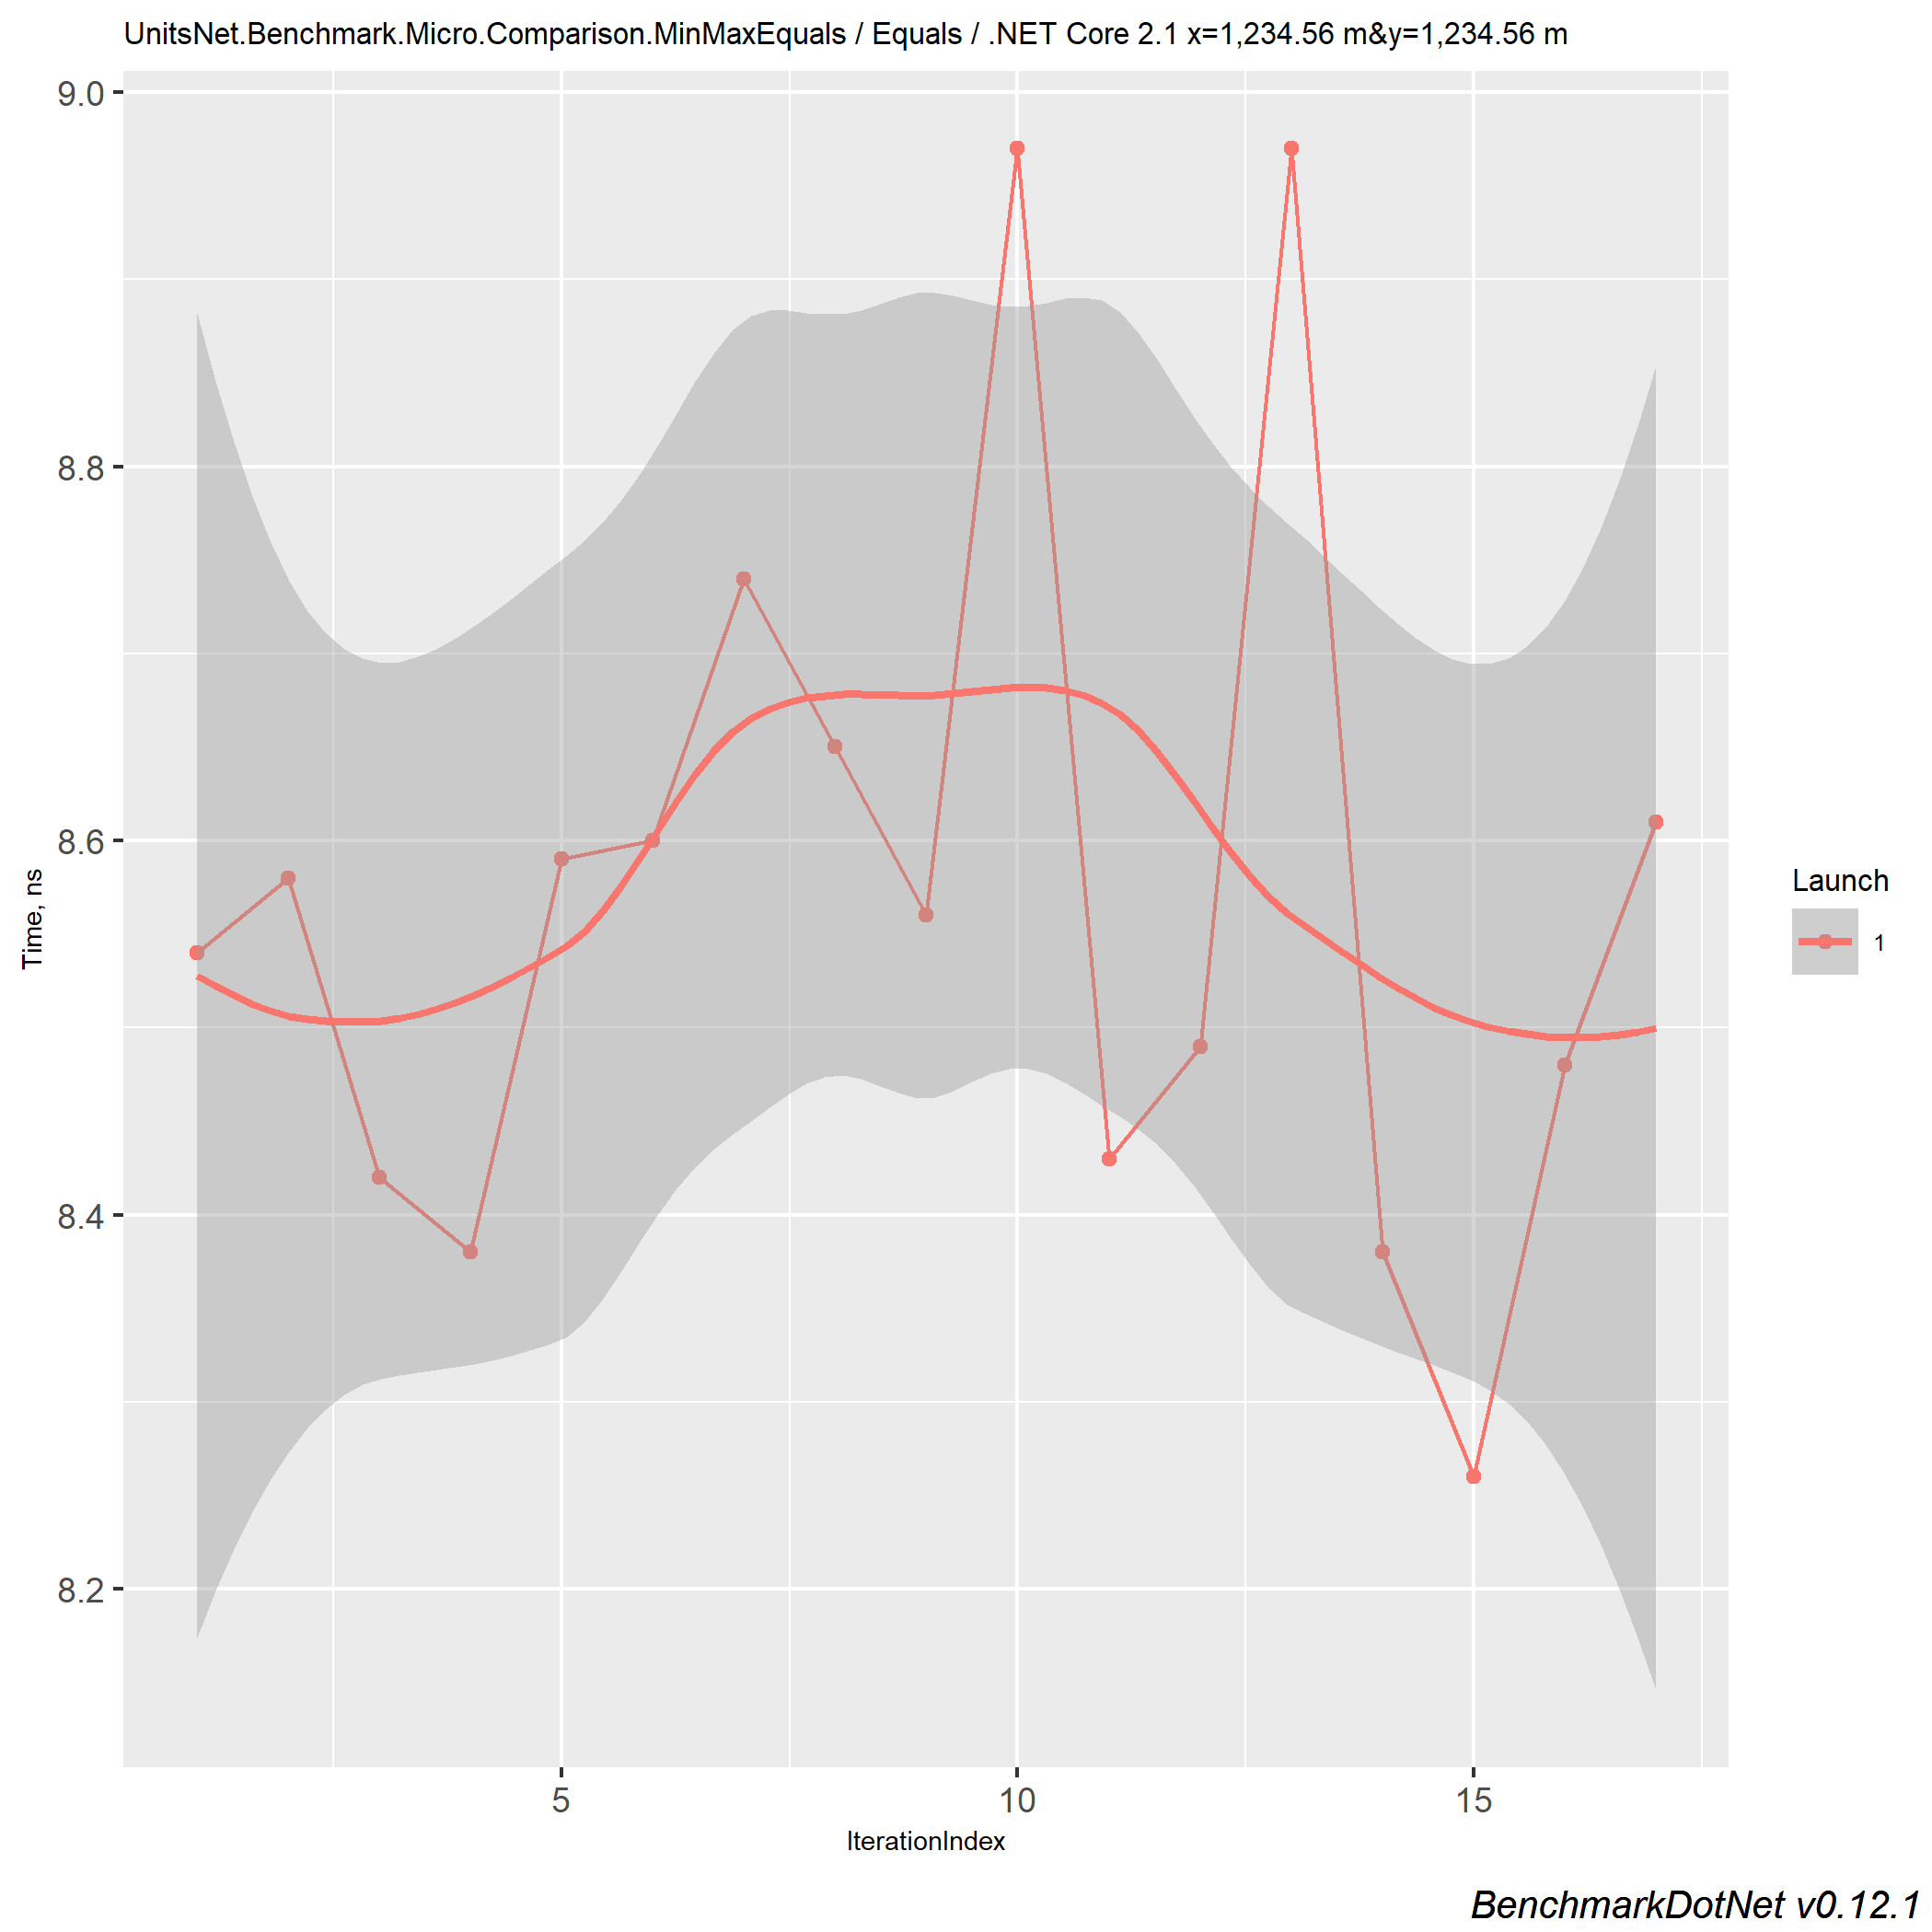 UnitsNet.Benchmark.Micro.Comparison.MinMaxEquals / Equals / .NET Core 2.1 x=1,234.56 m&y=1,234.56 m
9.0
8.8
8.6
8.4
8.2
Time, ns
5 10 15
IterationIndex
Launch
1
BenchmarkDotNet v0.12.1